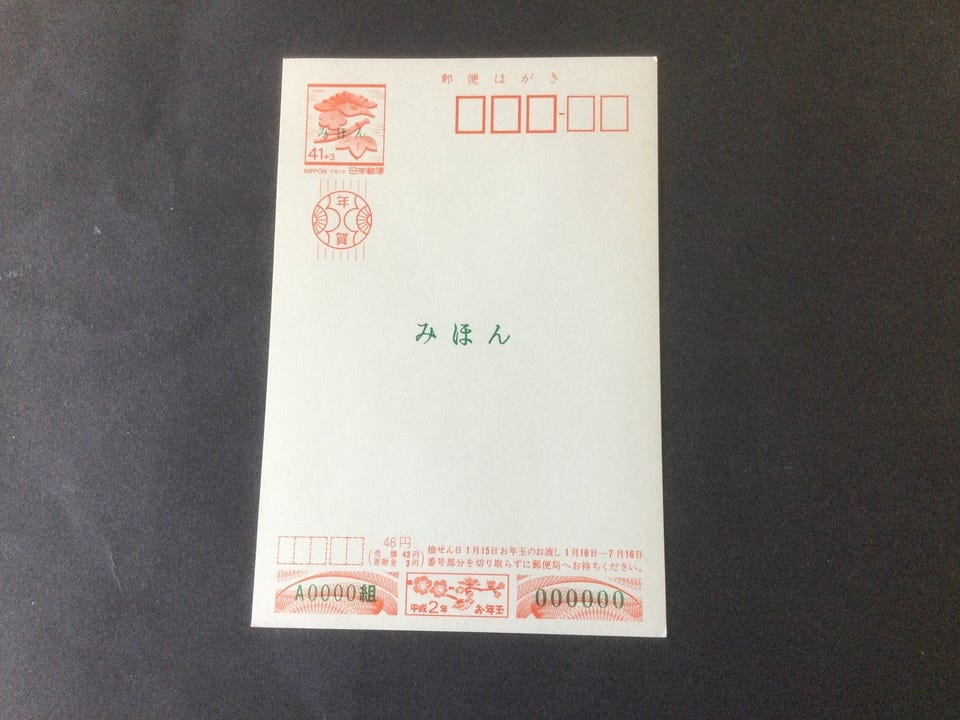 郵便はがき
みほん
41+3
NIPPON 平成2年 日本郵便
年賀
みほん
46円
(売価 43円
寄附金 3円)
抽せん日1月15日お年玉のお渡し1月16日―7月16日
番号部分を切り取らずに郵便局へお持ちください。
A0000組
平成2年 お年玉
000000